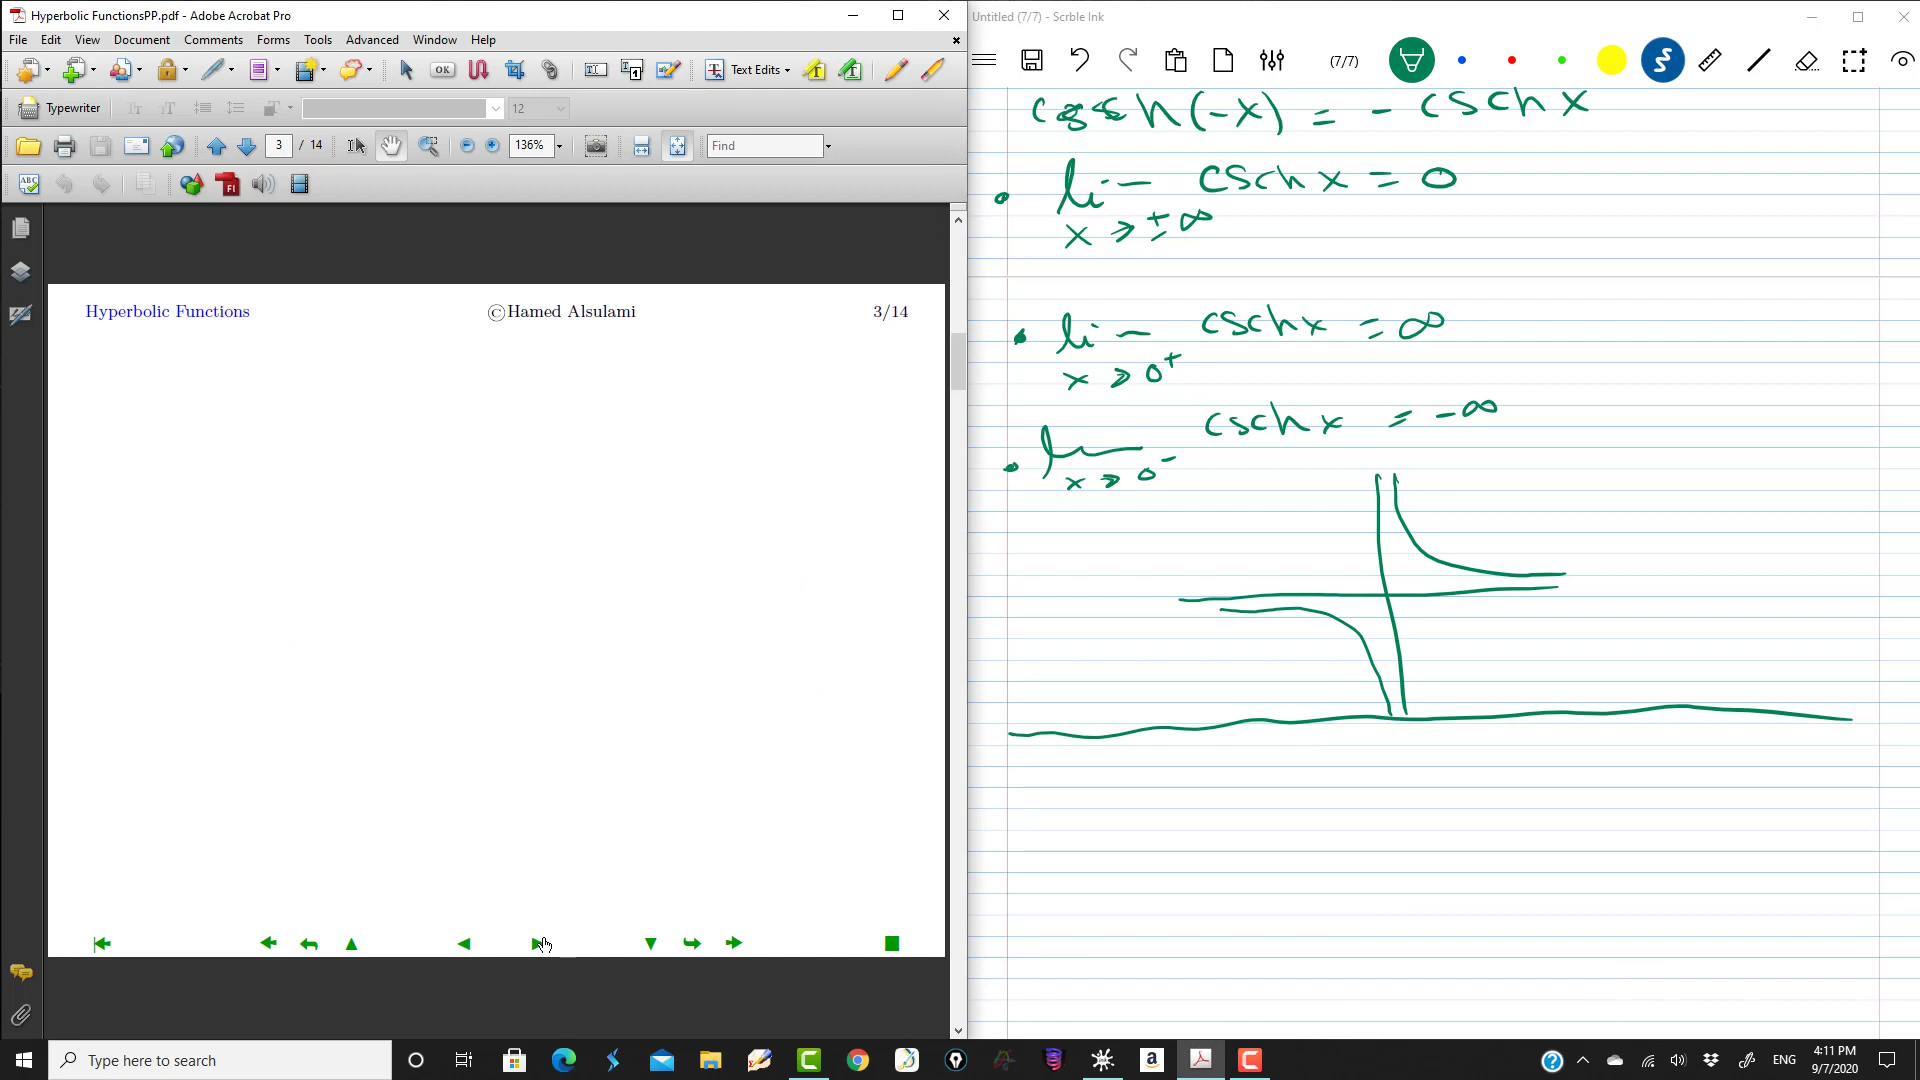 Hyperbolic FunctionsPP.pdf - Adobe Acrobat Pro
File Edit View Document Comments Forms Tools Advanced Window Help
OK Text Edits
Typewriter 12
3 / 14 136% Find
Hyperbolic Functions ©Hamed Alsulami 3/14
Untitled (7/7) - Scrble Ink
(7/7)
h(-x) = - csch x
• lim csch x = 0
x → ± ∞
• lim csch x = ∞
x → 0⁺
csch x = -∞
• lim
x → 0⁻
Type here to search
ENG 4:11 PM
9/7/2020